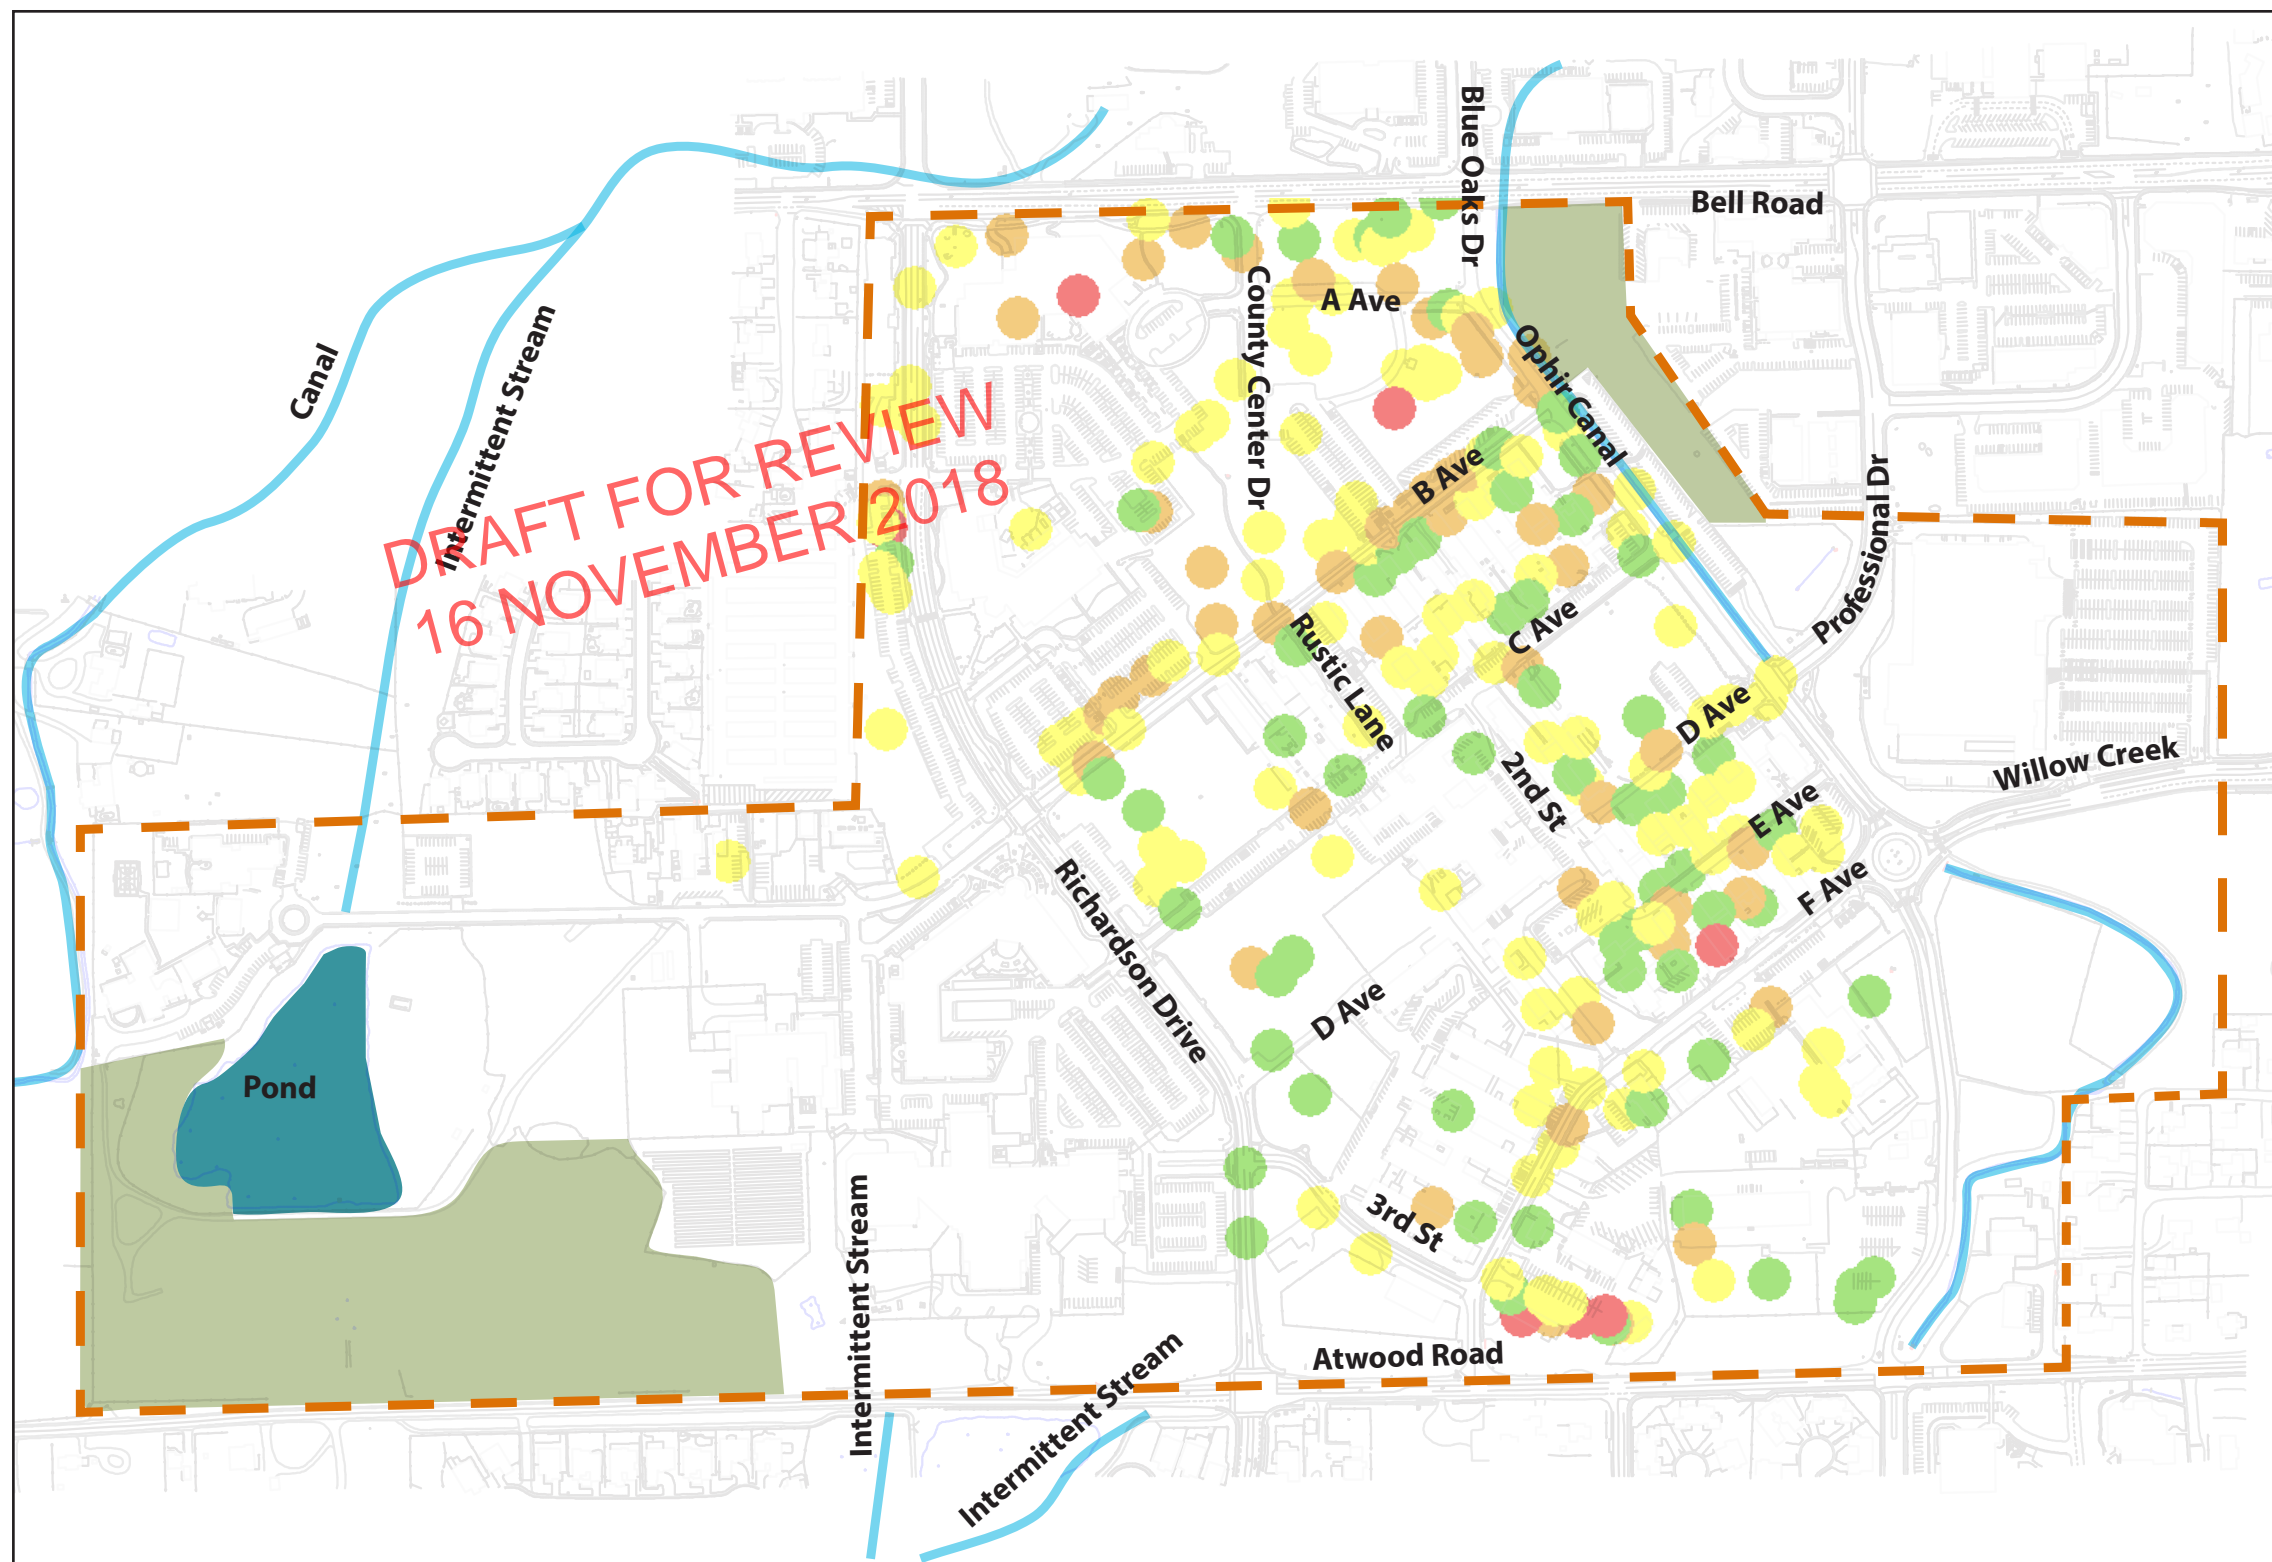 Blue Oaks Dr
Bell Road
County Center Dr
A Ave
Ophir Canal
Canal
Intermittent Stream
DRAFT FOR REVIEW
16 NOVEMBER 2018
B Ave
Professional Dr
C Ave
Rustic Lane
D Ave
2nd St
Willow Creek
E Ave
F Ave
Richardson Drive
D Ave
Pond
3rd St
Intermittent Stream
Atwood Road
Intermittent Stream